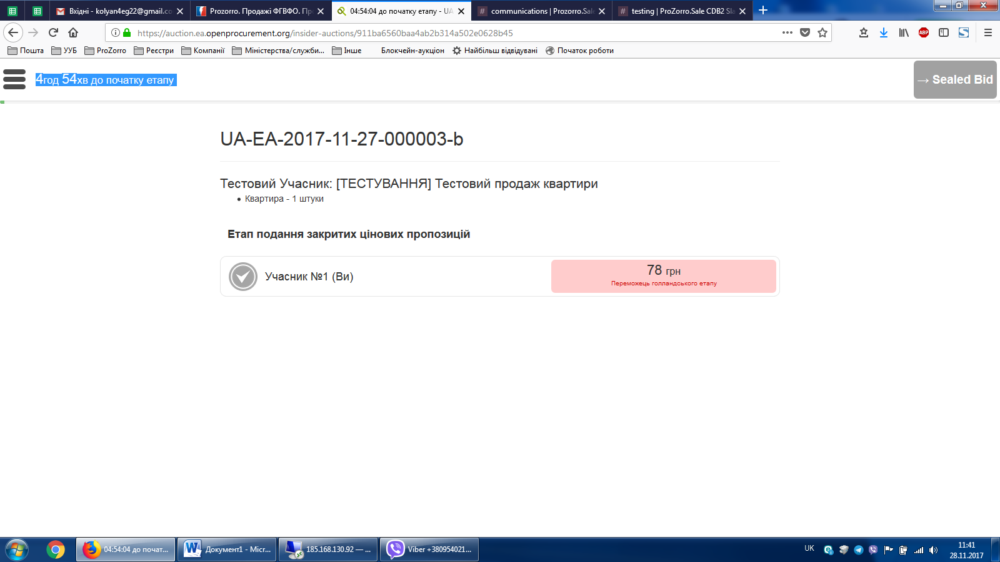 Вхідні - kolyan4eg22@gmail.co
Prozorro. Продажі ФГВФО. Пр
04:54:04 до початку етапу - UA
communications | Prozorro.Sale
testing | ProZorro.Sale CDB2 Sla
https://auction.ea.openprocurement.org/insider-auctions/911ba6560baa4ab2b314a502e0628b45
ABP
Пошта
УУБ
ProZorro
Реєстри
Компанії
Міністерства/служби...
Інше
Блокчейн-аукціон
Найбільш відвідувані
Початок роботи
4год 54хв до початку етапу
→ Sealed Bid
UA-EA-2017-11-27-000003-b
Тестовий Учасник: [ТЕСТУВАННЯ] Тестовий продаж квартири
• Квартира - 1 штуки
Етап подання закритих цінових пропозицій
Учасник №1 (Ви)
78 грн
Переможець голландського етапу
04:54:04 до почат...
Документ1 - Micr...
185.168.130.92 — ...
Viber +380954021...
UK
11:41
28.11.2017